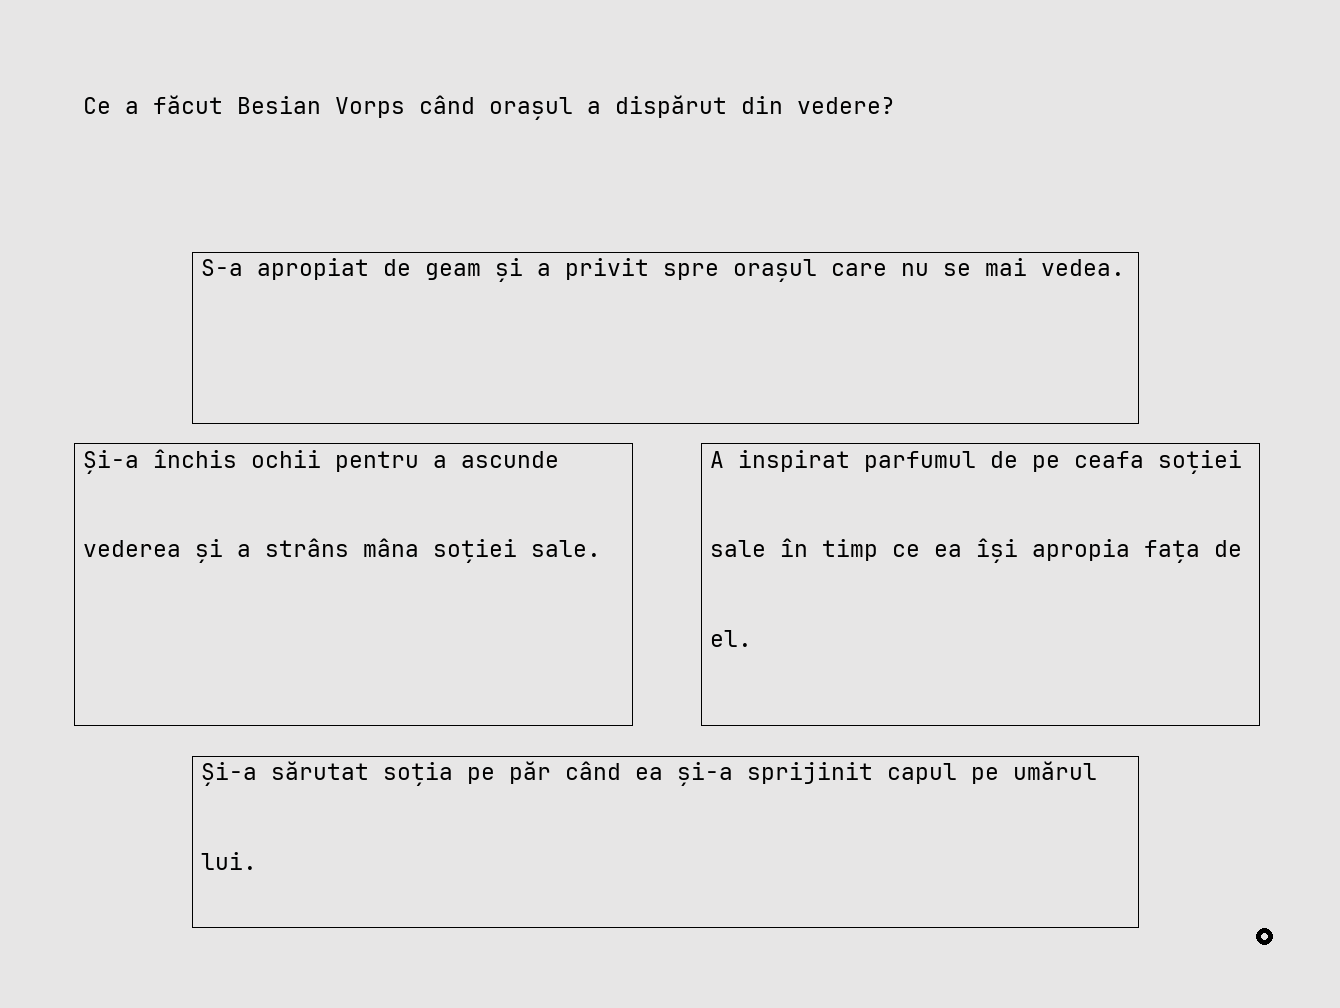 Ce a făcut Besian Vorps când orașul a dispărut din vedere?
S-a apropiat de geam și a privit spre orașul care nu se mai vedea.
Și-a închis ochii pentru a ascunde
vederea și a strâns mâna soției sale.
A inspirat parfumul de pe ceafa soției
sale în timp ce ea își apropia fața de
el.
Și-a sărutat soția pe păr când ea și-a sprijinit capul pe umărul
lui.